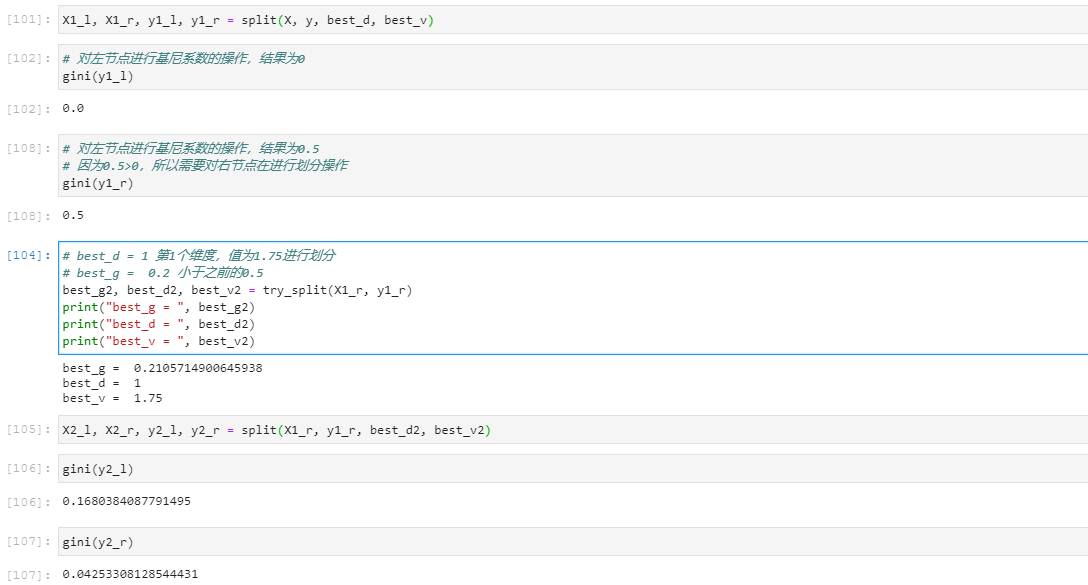 [101]: X1_l, X1_r, y1_l, y1_r = split(X, y, best_d, best_v)
[102]: # 对左节点进行基尼系数的操作，结果为0
gini(y1_l)
[102]: 0.0
[108]: # 对左节点进行基尼系数的操作，结果为0.5
# 因为0.5>0，所以需要对右节点在进行划分操作
gini(y1_r)
[108]: 0.5
[104]: # best_d = 1 第1个维度，值为1.75进行划分
# best_g =  0.2 小于之前的0.5
best_g2, best_d2, best_v2 = try_split(X1_r, y1_r)
print("best_g = ", best_g2)
print("best_d = ", best_d2)
print("best_v = ", best_v2)
best_g =  0.2105714900645938
best_d =  1
best_v =  1.75
[105]: X2_l, X2_r, y2_l, y2_r = split(X1_r, y1_r, best_d2, best_v2)
[106]: gini(y2_l)
[106]: 0.1680384087791495
[107]: gini(y2_r)
[107]: 0.04253308128544431